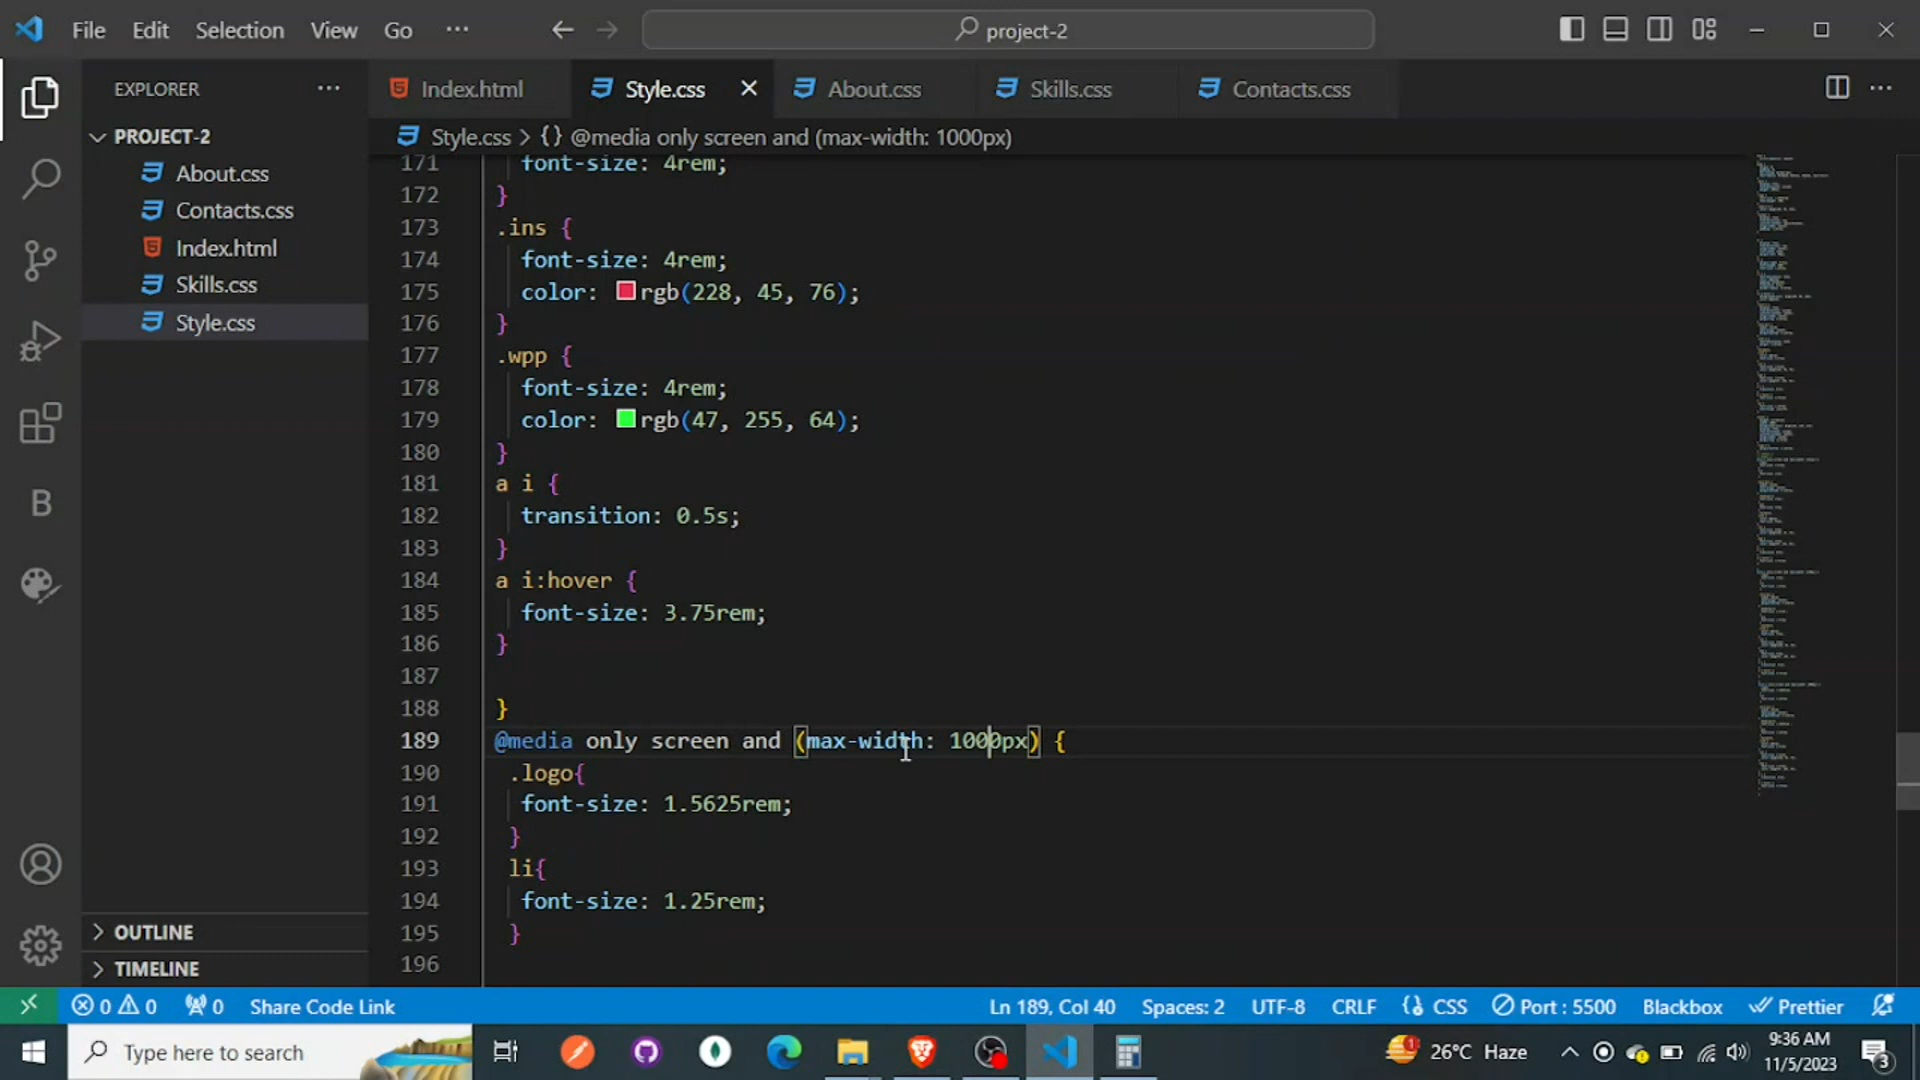 File Edit Selection View Go ··· project-2
EXPLORER ···
Index.html Style.css About.css Skills.css Contacts.css ···
PROJECT-2
About.css
Contacts.css
Index.html
Skills.css
Style.css
OUTLINE
TIMELINE
Style.css > {} @media only screen and (max-width: 1000px)
171 font-size: 4rem;
172 }
173 .ins {
174 font-size: 4rem;
175 color: rgb(228, 45, 76);
176 }
177 .wpp {
178 font-size: 4rem;
179 color: rgb(47, 255, 64);
180 }
181 a i {
182 transition: 0.5s;
183 }
184 a i:hover {
185 font-size: 3.75rem;
186 }
187
188 }
189 @media only screen and (max-width: 1000px) {
190 .logo{
191 font-size: 1.5625rem;
192 }
193 li{
194 font-size: 1.25rem;
195 }
196
B
0 0 0 Share Code Link Ln 189, Col 40 Spaces: 2 UTF-8 CRLF {} CSS Port : 5500 Blackbox Prettier
Type here to search 1 26°C Haze 9:36 AM
11/5/2023 3